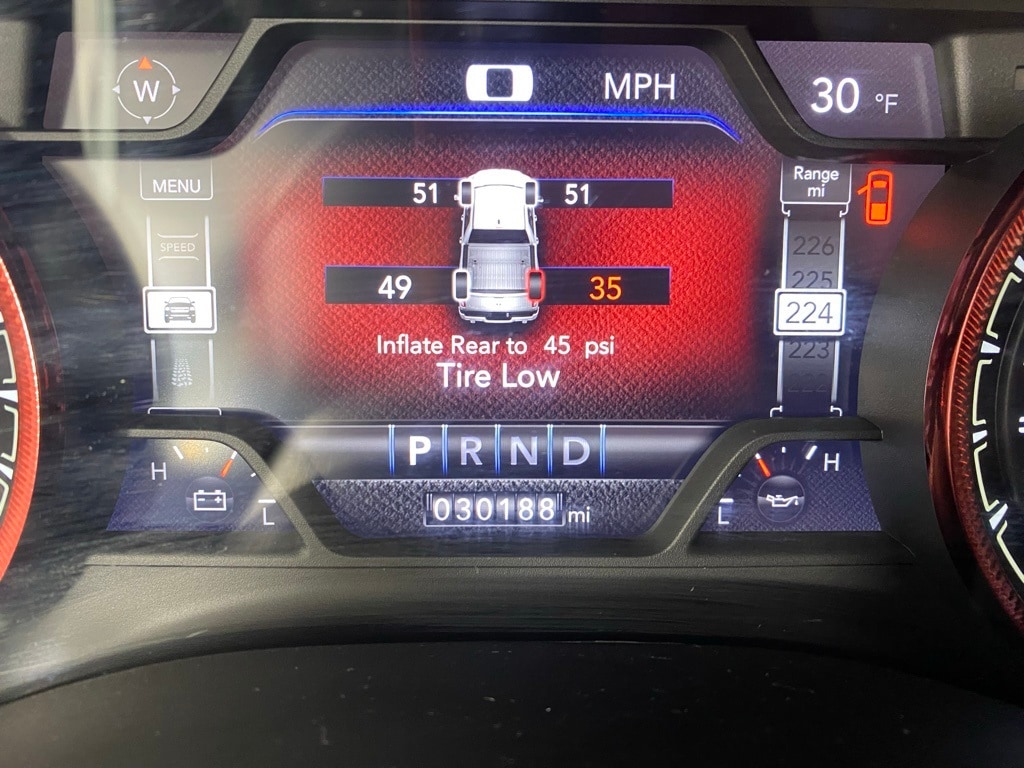 W
MPH
30 °F
MENU
51
51
Range
mi
SPEED
226
225
49
35
224
Inflate Rear to 45 psi
223
Tire Low
P R N D
H
L
030188 mi
L
H